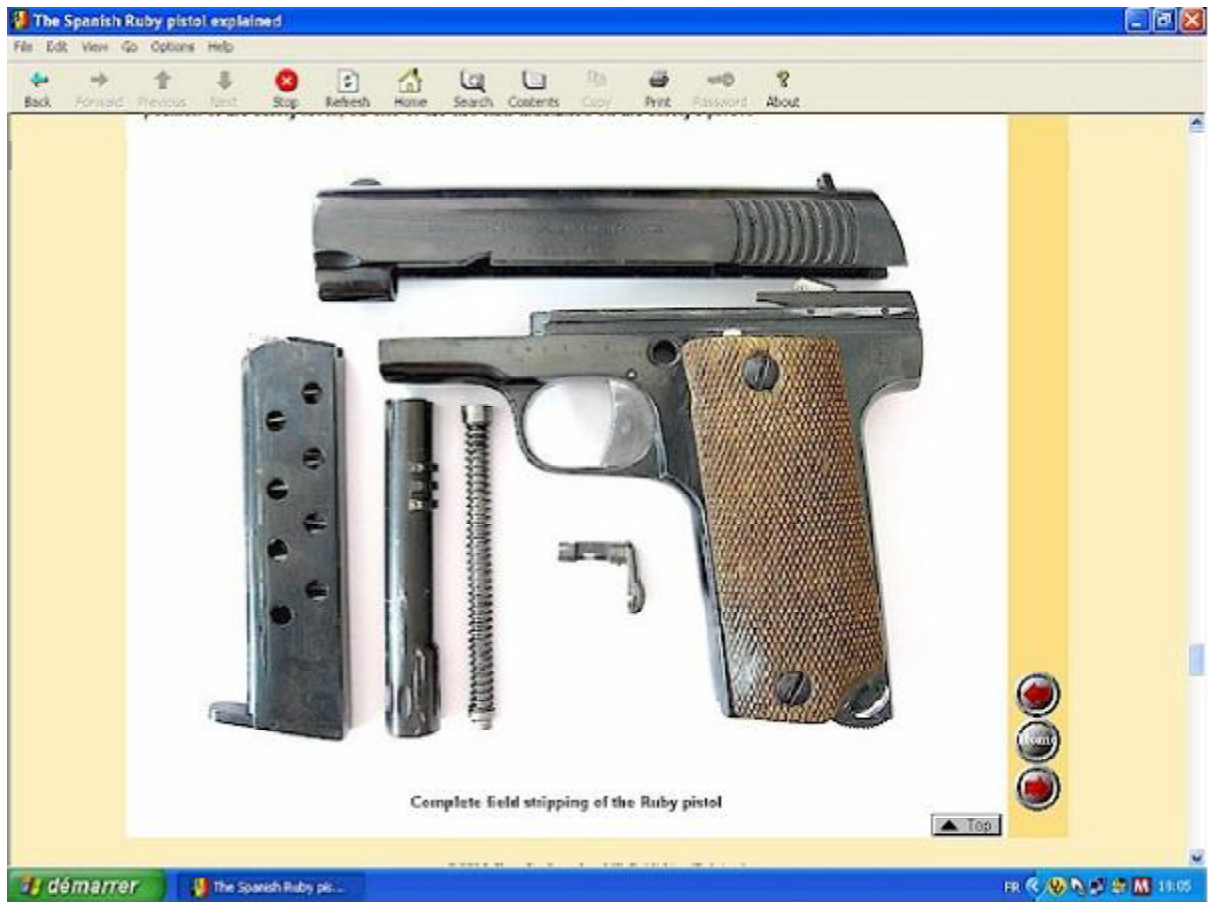 The Spanish Ruby pistol explained
File Edit View Go Options Help
Back Forward Previous Next Stop Refresh Home Search Contents Copy Print Password About
Home
Complete field stripping of the Ruby pistol
Top
démarrer The Spanish Ruby pis... FR 18:05